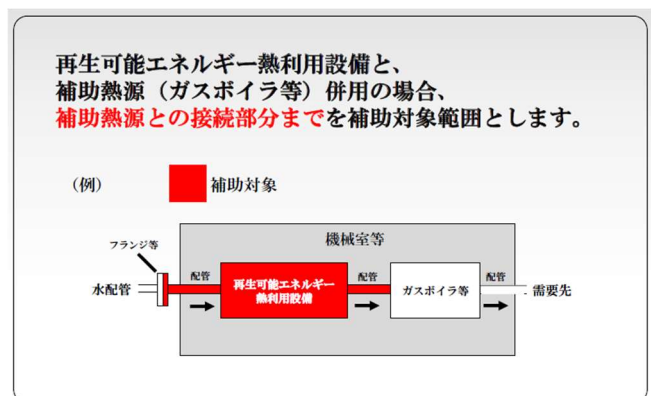 再生可能エネルギー熱利用設備と、
補助熱源（ガスボイラ等）併用の場合、
補助熱源との接続部分までを補助対象範囲とします。
（例）
補助対象
機械室等
フランジ等
水配管
配管
再生可能エネルギー
熱利用設備
配管
ガスボイラ等
配管
需要先